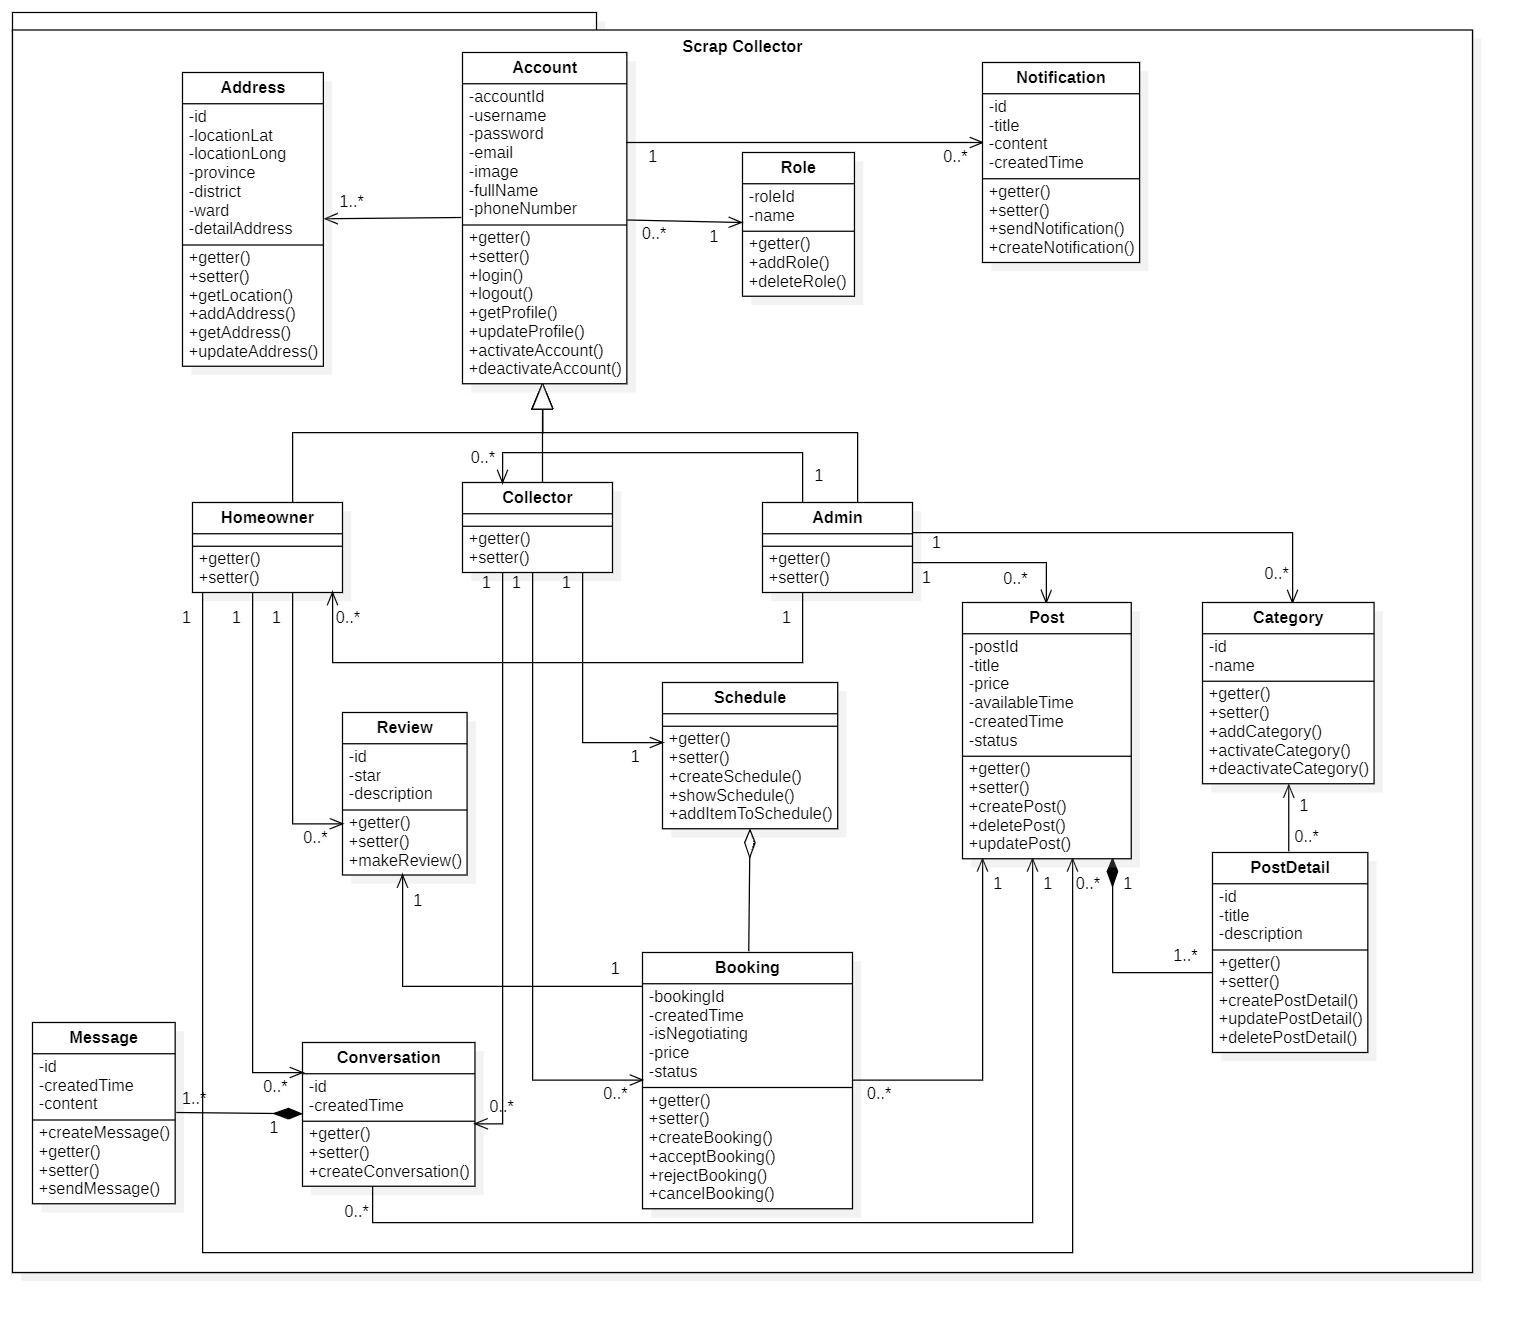 Scrap Collector
Address
-id
-locationLat
-locationLong
-province
-district
-ward
-detailAddress
+getter()
+setter()
+getLocation()
+addAddress()
+getAddress()
+updateAddress()
1..*
Account
-accountId
-username
-password
-email
-image
-fullName
-phoneNumber
+getter()
+setter()
+login()
+logout()
+getProfile()
+updateProfile()
+activateAccount()
+deactivateAccount()
1
0..*
0..*
1
Role
-roleId
-name
+getter()
+addRole()
+deleteRole()
Notification
-id
-title
-content
-createdTime
+getter()
+setter()
+sendNotification()
+createNotification()
Homeowner
+getter()
+setter()
1
1
1
0..*
0..*
Collector
+getter()
+setter()
1
1
1
1
Admin
+getter()
+setter()
1
1
1
0..*
0..*
Review
-id
-star
-description
+getter()
+setter()
+makeReview()
0..*
1
Schedule
+getter()
+setter()
+createSchedule()
+showSchedule()
+addItemToSchedule()
1
Post
-postId
-title
-price
-availableTime
-createdTime
-status
+getter()
+setter()
+createPost()
+deletePost()
+updatePost()
1
1
0..*
1
Category
-id
-name
+getter()
+setter()
+addCategory()
+activateCategory()
+deactivateCategory()
1
0..*
PostDetail
-id
-title
-description
+getter()
+setter()
+createPostDetail()
+updatePostDetail()
+deletePostDetail()
1..*
Message
-id
-createdTime
-content
+createMessage()
+getter()
+setter()
+sendMessage()
1..*
1
0..*
Conversation
-id
-createdTime
+getter()
+setter()
+createConversation()
0..*
0..*
Booking
-bookingId
-createdTime
-isNegotiating
-price
-status
+getter()
+setter()
+createBooking()
+acceptBooking()
+rejectBooking()
+cancelBooking()
1
0..*
0..*